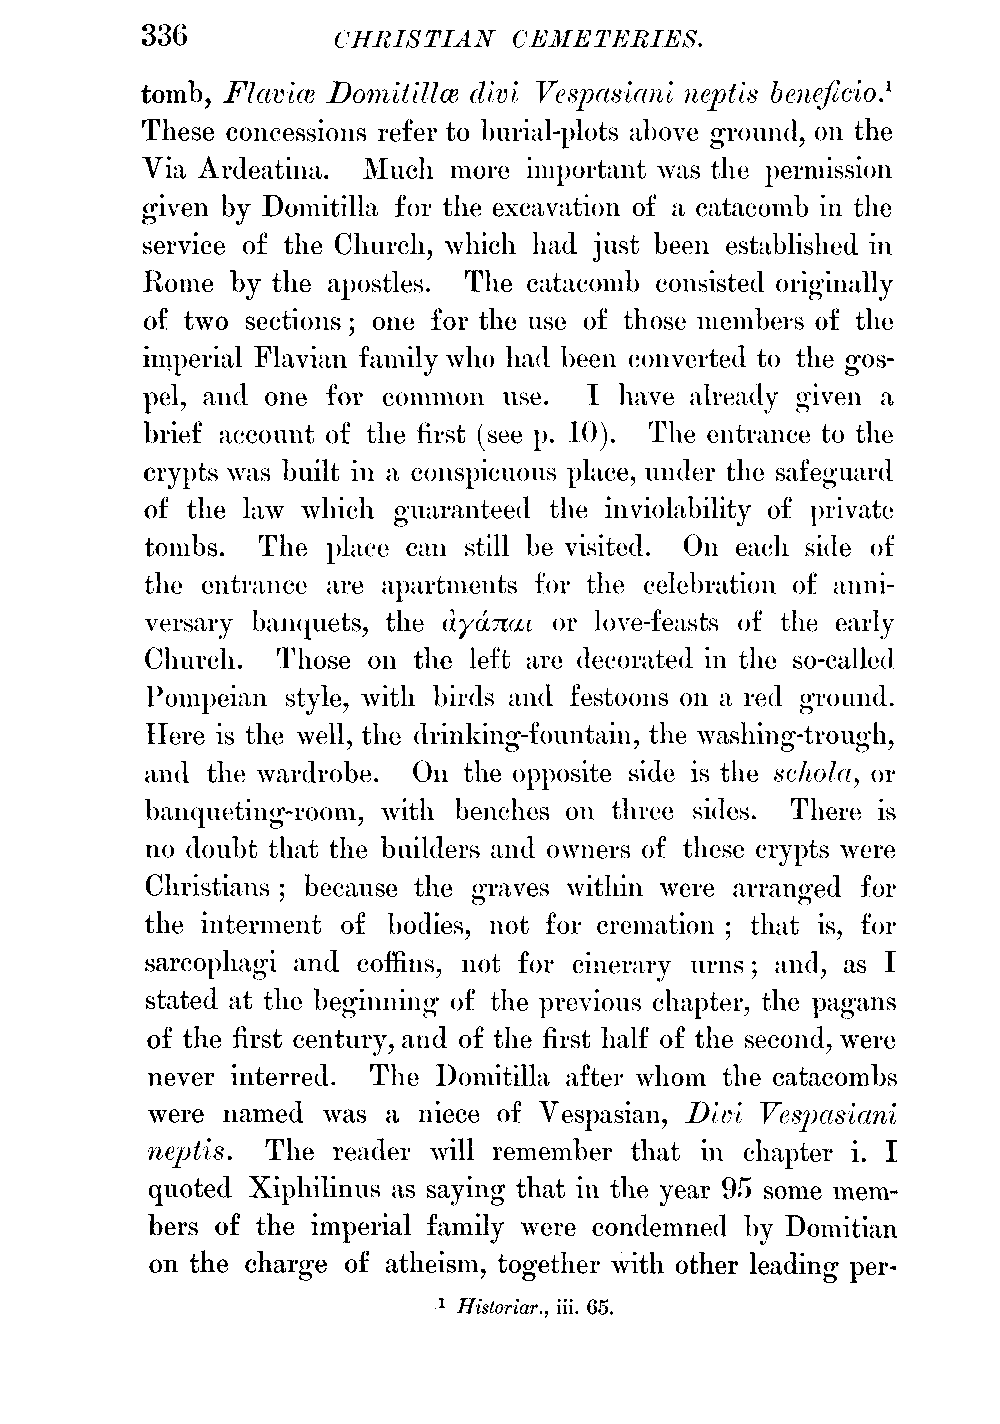 336 CHRISTIAN CEMETERIES.
tomb, Flaviæ Domitillæ divi Vespasiani neptis beneficio.¹
These concessions refer to burial-plots above ground, on the
Via Ardeatina. Much more important was the permission
given by Domitilla for the excavation of a catacomb in the
service of the Church, which had just been established in
Rome by the apostles. The catacomb consisted originally
of two sections; one for the use of those members of the
imperial Flavian family who had been converted to the gos-
pel, and one for common use. I have already given a
brief account of the first (see p. 10). The entrance to the
crypts was built in a conspicuous place, under the safeguard
of the law which guaranteed the inviolability of private
tombs. The place can still be visited. On each side of
the entrance are apartments for the celebration of anni-
versary banquets, the ἀγάπαι or love-feasts of the early
Church. Those on the left are decorated in the so-called
Pompeian style, with birds and festoons on a red ground.
Here is the well, the drinking-fountain, the washing-trough,
and the wardrobe. On the opposite side is the schola, or
banqueting-room, with benches on three sides. There is
no doubt that the builders and owners of these crypts were
Christians; because the graves within were arranged for
the interment of bodies, not for cremation; that is, for
sarcophagi and coffins, not for cinerary urns; and, as I
stated at the beginning of the previous chapter, the pagans
of the first century, and of the first half of the second, were
never interred. The Domitilla after whom the catacombs
were named was a niece of Vespasian, Divi Vespasiani
neptis. The reader will remember that in chapter i. I
quoted Xiphilinus as saying that in the year 95 some mem-
bers of the imperial family were condemned by Domitian
on the charge of atheism, together with other leading per-
¹ Historiar., iii. 65.